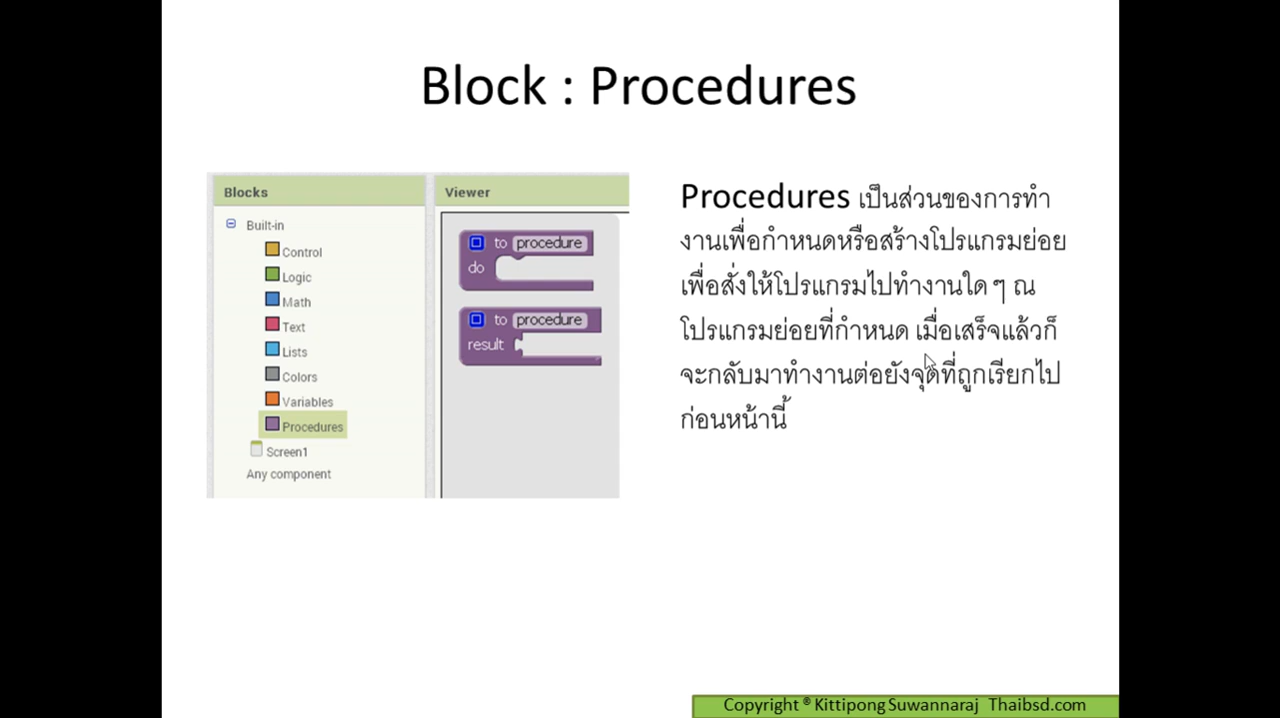 Block : Procedures
Blocks
Viewer
Built-in
Control
Logic
Math
Text
Lists
Colors
Variables
Procedures
Screen1
Any component
to procedure
do
to procedure
result
Procedures เป็นส่วนของการทำ
งานเพื่อกำหนดหรือสร้างโปรแกรมย่อย
เพื่อสั่งให้โปรแกรมไปทำงานใด ๆ ณ
โปรแกรมย่อยที่กำหนด เมื่อเสร็จแล้วก็
จะกลับมาทำงานต่อยังจุดที่ถูกเรียกไป
ก่อนหน้านี้
Copyright ® Kittipong Suwannaraj Thaibsd.com